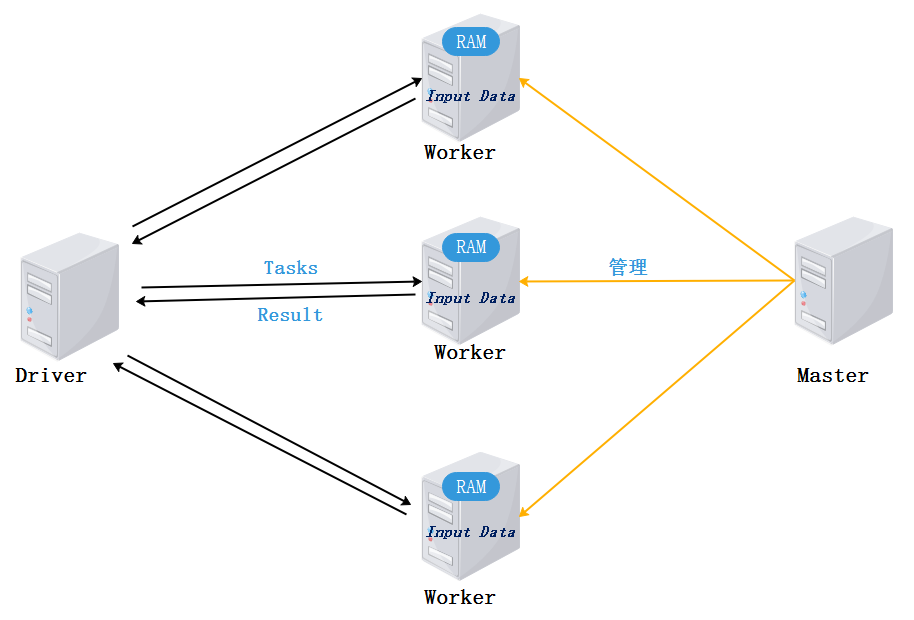 RAM
Input Data
Worker
RAM
Tasks
管理
Input Data
Result
Worker
Driver
Master
RAM
Input Data
Worker